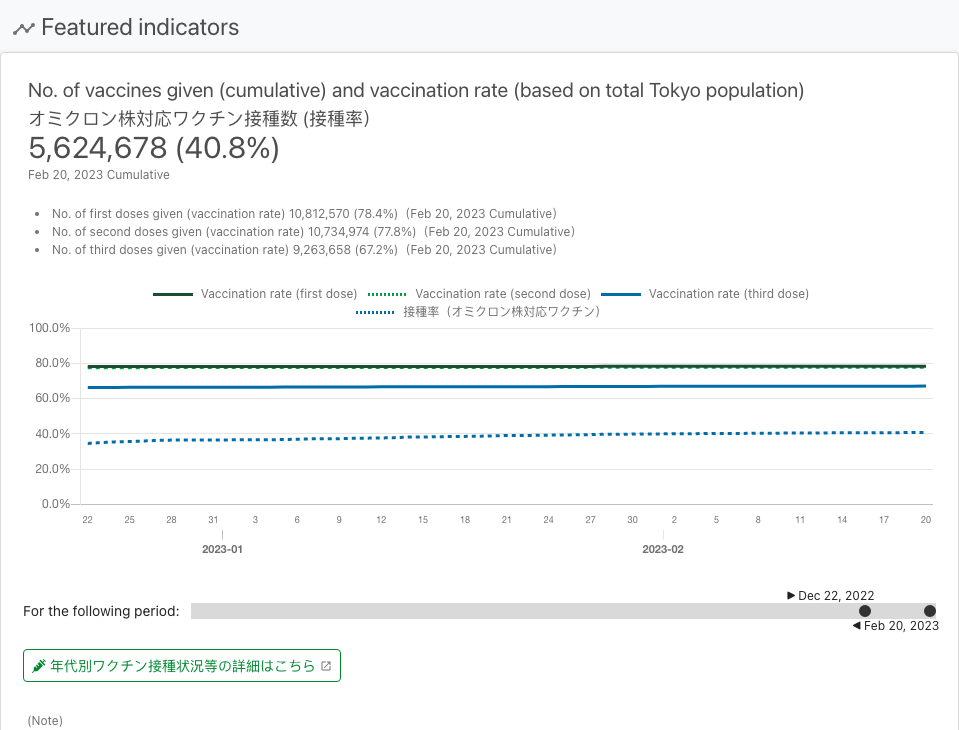 Featured indicators
No. of vaccines given (cumulative) and vaccination rate (based on total Tokyo population)
オミクロン株対応ワクチン接種数 (接種率)
5,624,678 (40.8%)
Feb 20, 2023 Cumulative
No. of first doses given (vaccination rate) 10,812,570 (78.4%)（Feb 20, 2023 Cumulative）
No. of second doses given (vaccination rate) 10,734,974 (77.8%)（Feb 20, 2023 Cumulative）
No. of third doses given (vaccination rate) 9,263,658 (67.2%)（Feb 20, 2023 Cumulative）
Vaccination rate (first dose) Vaccination rate (second dose) Vaccination rate (third dose)
接種率（オミクロン株対応ワクチン）
100.0%
80.0%
60.0%
40.0%
20.0%
0.0%
22 25 28 31 3 6 9 12 15 18 21 24 27 30 2 5 8 11 14 17 20
2023-01 2023-02
Dec 22, 2022
For the following period:
Feb 20, 2023
年代別ワクチン接種状況等の詳細はこちら
(Note)